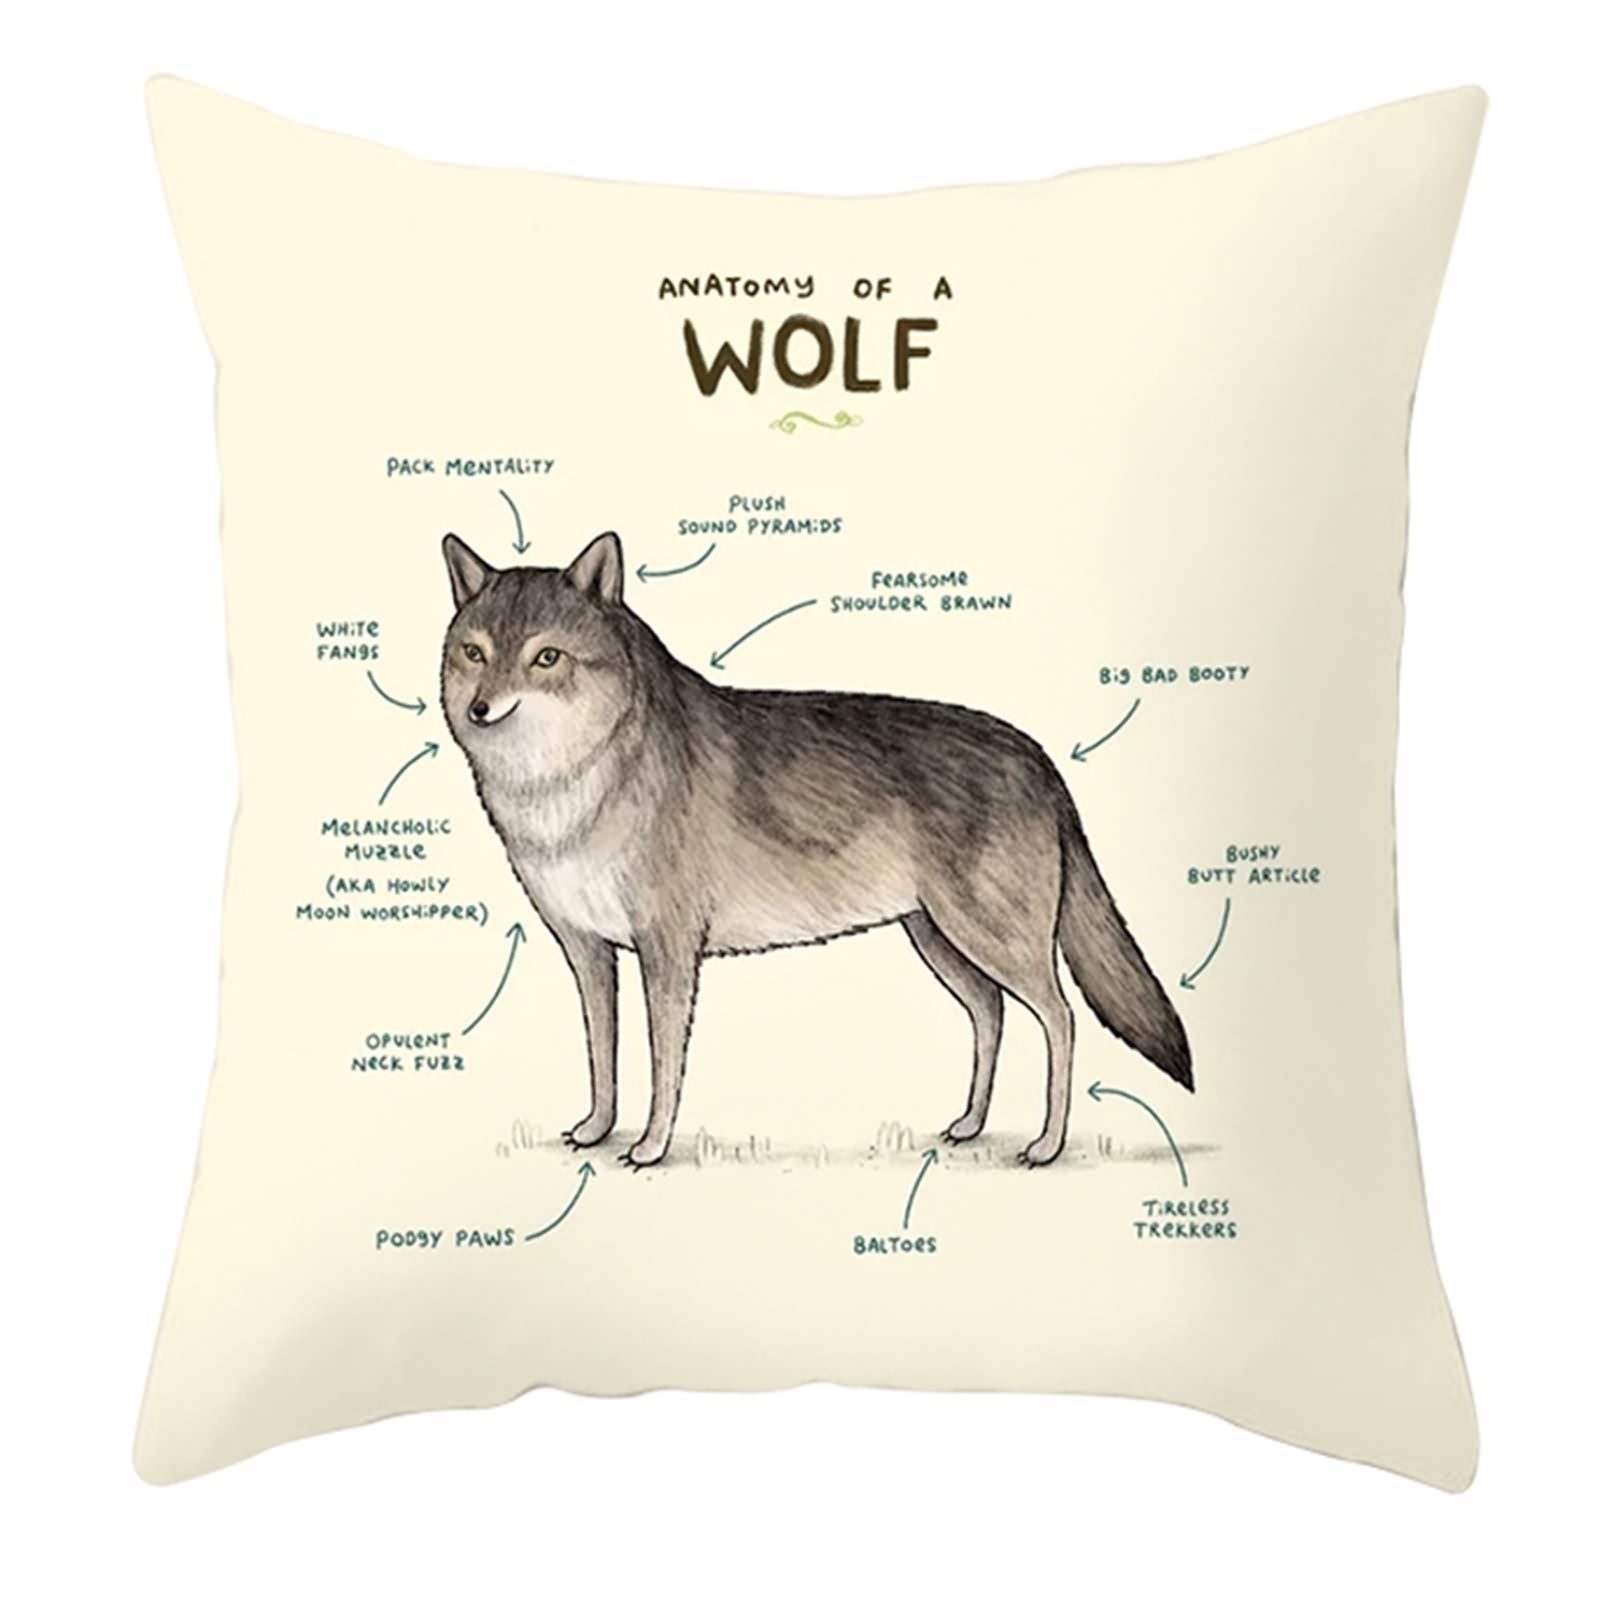 ANATOMY OF A
WOLF
PACK MENTALITY
PLUSH
SOUND PYRAMIDS
FEARSOME
SHOULDER BRAWN
WHITE
FANGS
BIG BAD BOOTY
MELANCHOLIC
MUZZLE
(AKA HOWLY
MOON WORSHIPPER)
BUSHY
BUTT ARTICLE
OPULENT
NECK FUZZ
PODGY PAWS
BALTOES
TIRELESS
TREKKERS